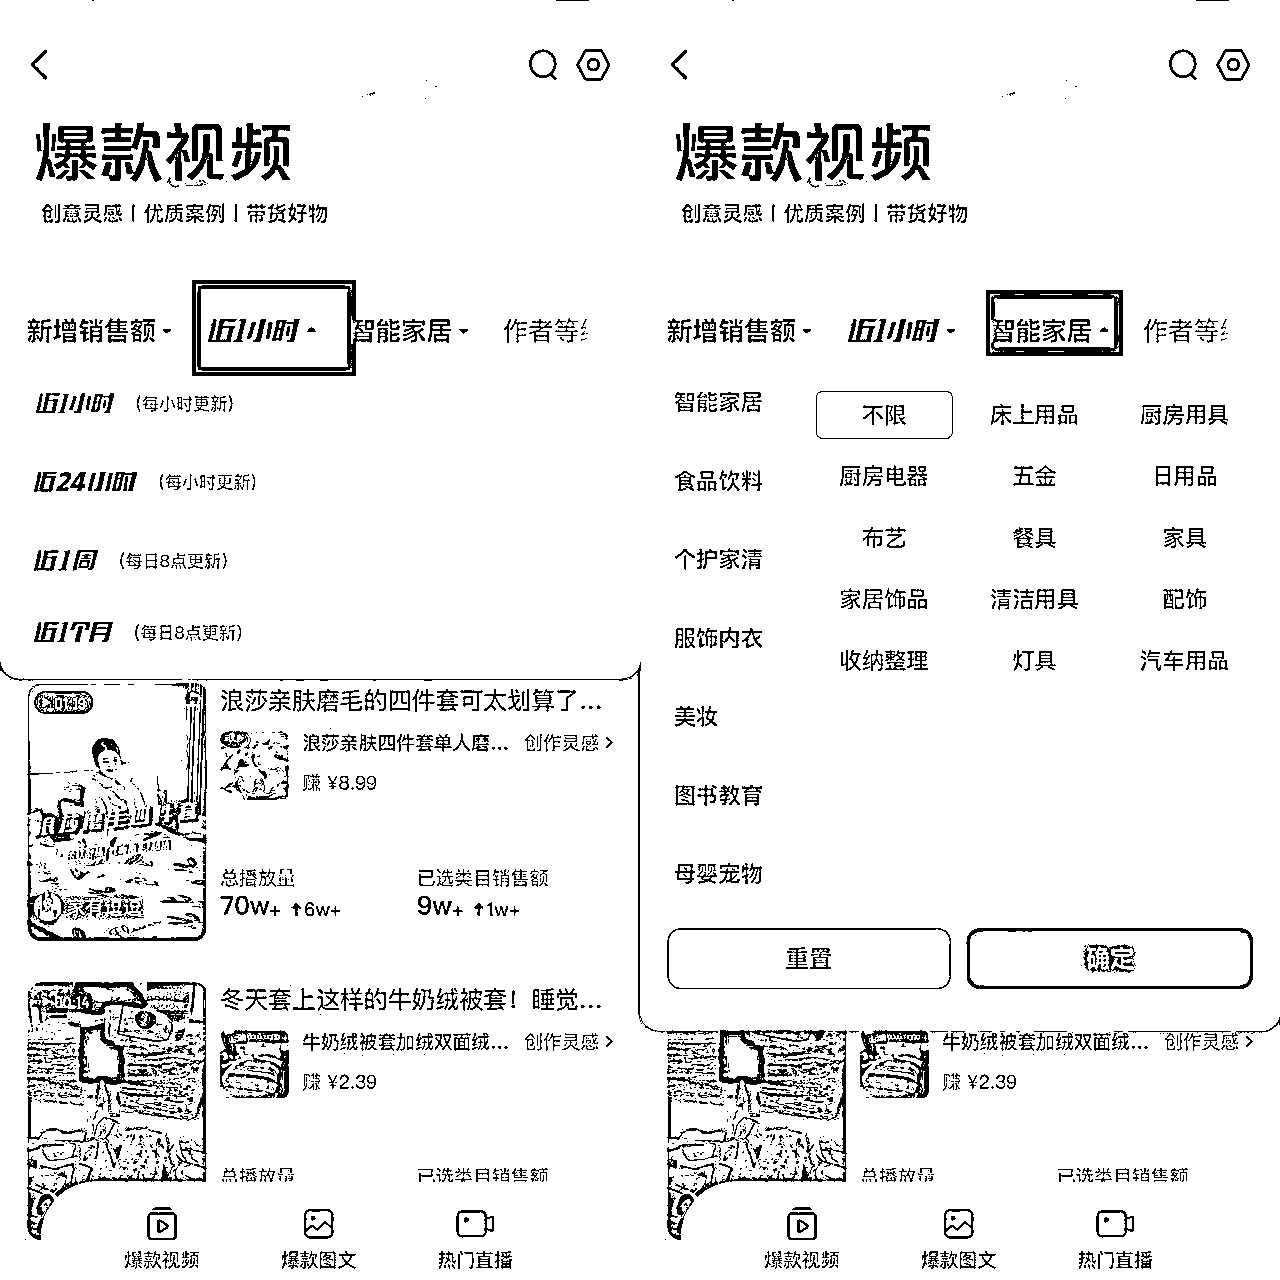 爆款视频
创意灵感 | 优质案例 | 带货好物
新增销售额 近1小时 智能家居 作者等
近1小时 (每小时更新)
近24小时 (每小时更新)
近1周 (每日8点更新)
近1个月 (每日8点更新)
浪莎亲肤磨毛的四件套可太划算了...
浪莎亲肤四件套单人磨... 创作灵感 >
赚 ¥8.99
总播放量 已选类目销售额
70w+ ↑6w+ 9w+ ↑1w+
冬天套上这样的牛奶绒被套！睡觉...
牛奶绒被套加绒双面绒... 创作灵感 >
赚 ¥2.39
总播放量 已选类目销售额
爆款视频 爆款图文 热门直播
爆款视频
创意灵感 | 优质案例 | 带货好物
新增销售额 近1小时 智能家居 作者等
智能家居 不限 床上用品 厨房用具
食品饮料 厨房电器 五金 日用品
个护家清 布艺 餐具 家具
服饰内衣 家居饰品 清洁用具 配饰
收纳整理 灯具 汽车用品
美妆
图书教育
母婴宠物
重置 确定
牛奶绒被套加绒双面绒... 创作灵感 >
赚 ¥2.39
总播放量 已选类目销售额
爆款视频 爆款图文 热门直播